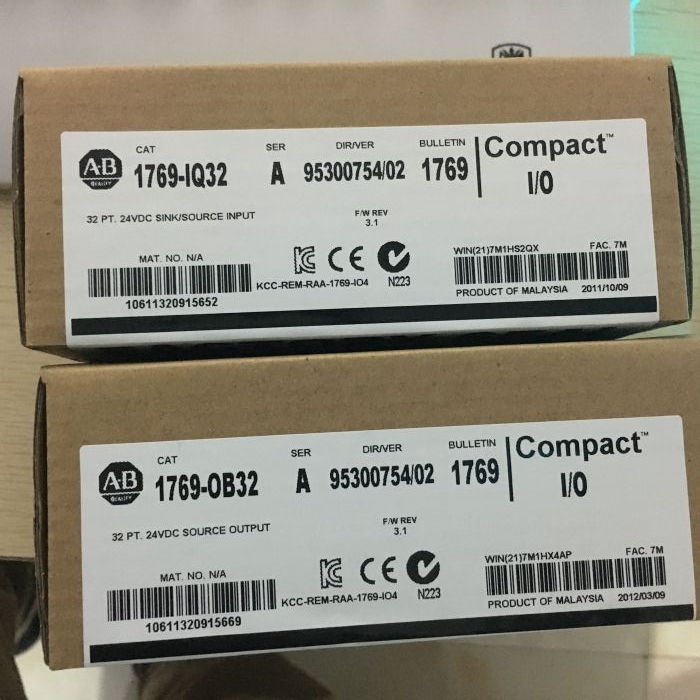 CAT SER DIR/VER BULLETIN Compact™
A-B QUALITY 1769-IQ32 A 95300754/02 1769 I/O
32 PT. 24VDC SINK/SOURCE INPUT F/W REV
3.1
MAT. NO. N/A CE WIN(21)7M1HS2QX FAC. 7M
KCC-REM-RAA-1769-IO4 N223
10611320915652 PRODUCT OF MALAYSIA 2011/10/09
CAT SER DIR/VER BULLETIN Compact™
A-B QUALITY 1769-OB32 A 95300754/02 1769 I/O
32 PT. 24VDC SOURCE OUTPUT F/W REV
3.1
MAT. NO. N/A CE WIN(21)7M1HX4AP FAC. 7M
KCC-REM-RAA-1769-IO4 N223
10611320915669 PRODUCT OF MALAYSIA 2012/03/09